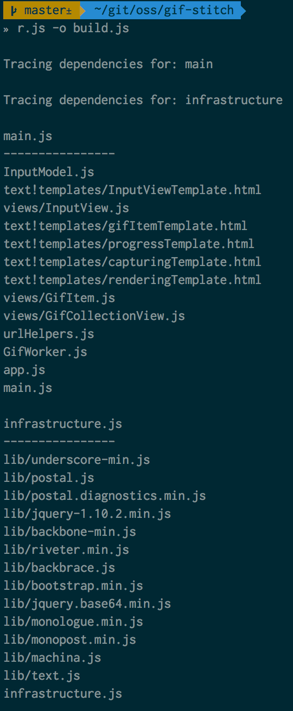 master± ~/git/oss/gif-stitch
» r.js -o build.js
Tracing dependencies for: main
Tracing dependencies for: infrastructure
main.js
----------------
InputModel.js
text!templates/InputViewTemplate.html
views/InputView.js
text!templates/gifItemTemplate.html
text!templates/progressTemplate.html
text!templates/capturingTemplate.html
text!templates/renderingTemplate.html
views/GifItem.js
views/GifCollectionView.js
urlHelpers.js
GifWorker.js
app.js
main.js
infrastructure.js
----------------
lib/underscore-min.js
lib/postal.js
lib/postal.diagnostics.min.js
lib/jquery-1.10.2.min.js
lib/backbone-min.js
lib/riveter.min.js
lib/backbrace.js
lib/bootstrap.min.js
lib/jquery.base64.min.js
lib/monologue.min.js
lib/monopost.min.js
lib/machina.js
lib/text.js
infrastructure.js